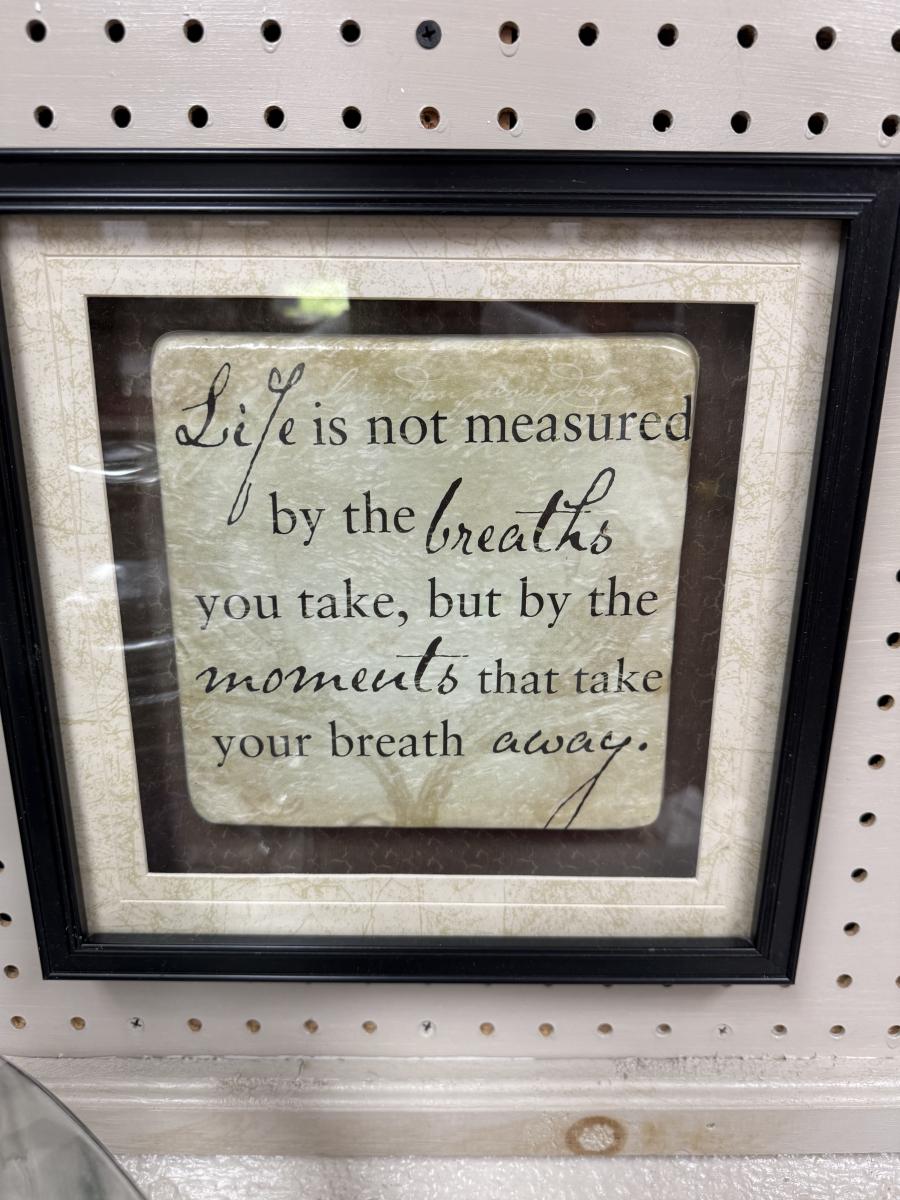 Life is not measured
by the breaths
you take, but by the
moments that take
your breath away.